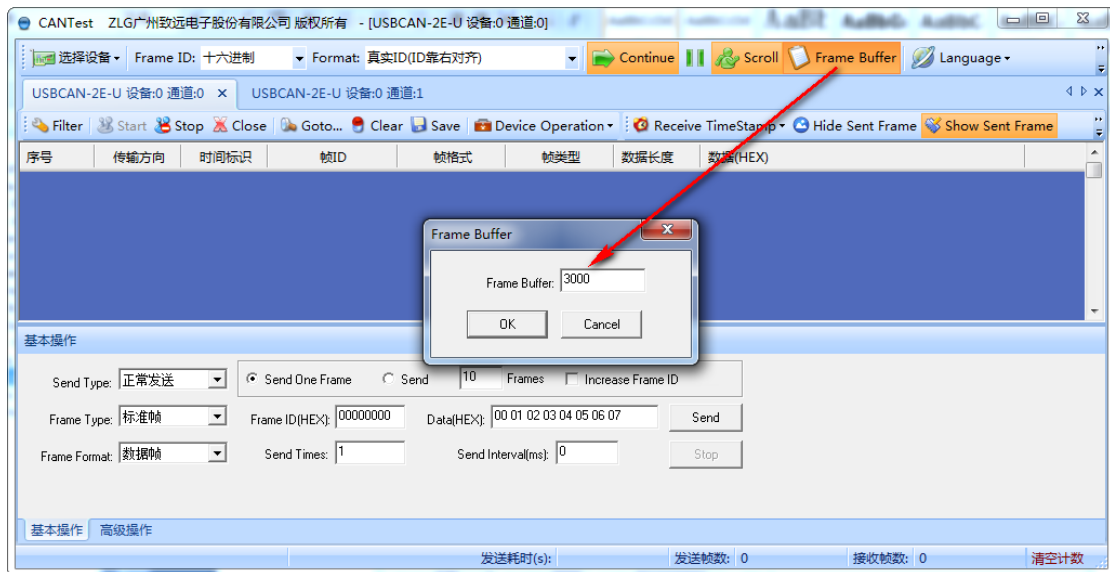 CANTest ZLG广州致远电子股份有限公司 版权所有 - [USBCAN-2E-U 设备:0 通道:0]
选择设备 Frame ID: 十六进制 Format: 真实ID(ID靠右对齐) Continue Scroll Frame Buffer Language
USBCAN-2E-U 设备:0 通道:0 × USBCAN-2E-U 设备:0 通道:1
Filter Start Stop Close Goto... Clear Save Device Operation Receive TimeStamp Hide Sent Frame Show Sent Frame
序号 传输方向 时间标识 帧ID 帧格式 帧类型 数据长度 数据(HEX)
Frame Buffer
Frame Buffer: 3000
OK Cancel
基本操作
Send Type: 正常发送 Send One Frame Send 10 Frames Increase Frame ID
Frame Type: 标准帧 Frame ID(HEX): 00000000 Data(HEX): 00 01 02 03 04 05 06 07 Send
Frame Format: 数据帧 Send Times: 1 Send Interval(ms): 0 Stop
基本操作 高级操作
发送耗时(s): 发送帧数: 0 接收帧数: 0 清空计数